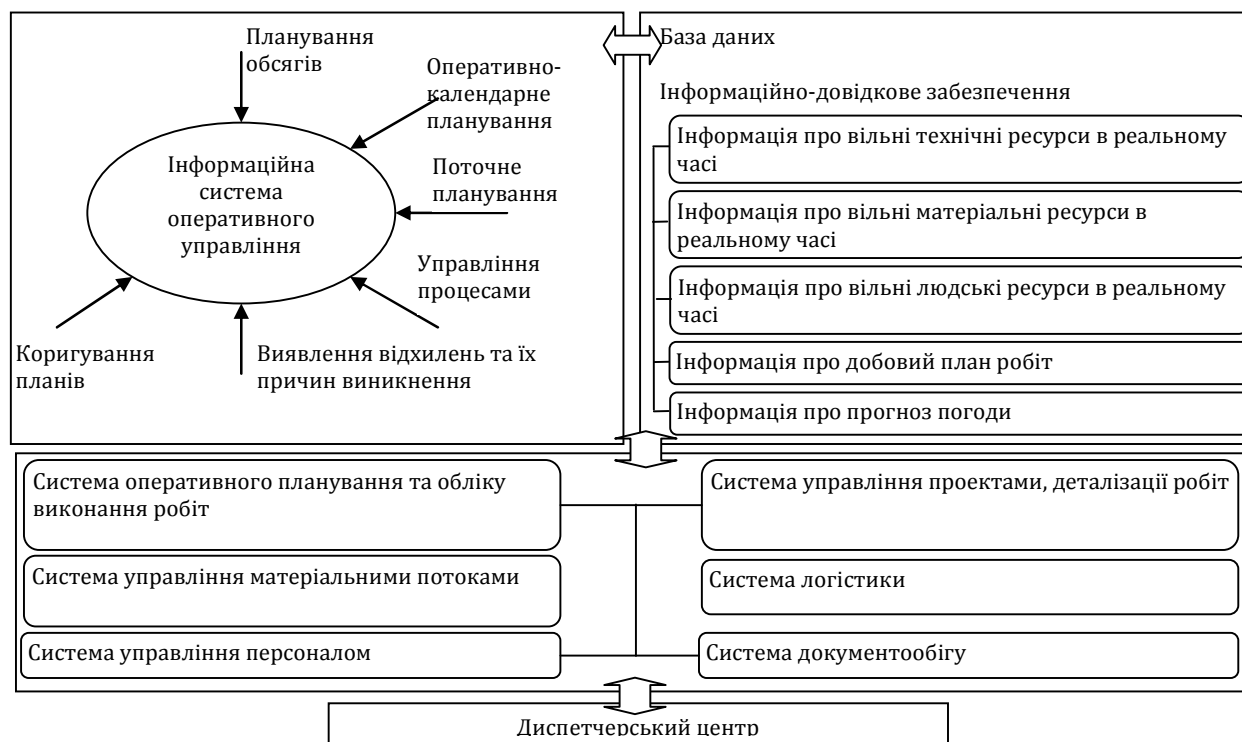 Планування
обсягів
Оперативно-
календарне
планування
Інформаційна
система
оперативного
управління
Поточне
планування
Управління
процесами
Коригування
планів
Виявлення відхилень та їх
причин виникнення
База даних
Інформаційно-довідкове забезпечення
Інформація про вільні технічні ресурси в реальному
часі
Інформація про вільні матеріальні ресурси в
реальному часі
Інформація про вільні людські ресурси в реальному
часі
Інформація про добовий план робіт
Інформація про прогноз погоди
Система оперативного планування та обліку
виконання робіт
Система управління проектами, деталізації робіт
Система управління матеріальними потоками
Система логістики
Система управління персоналом
Система документообігу
Диспетчерський центр